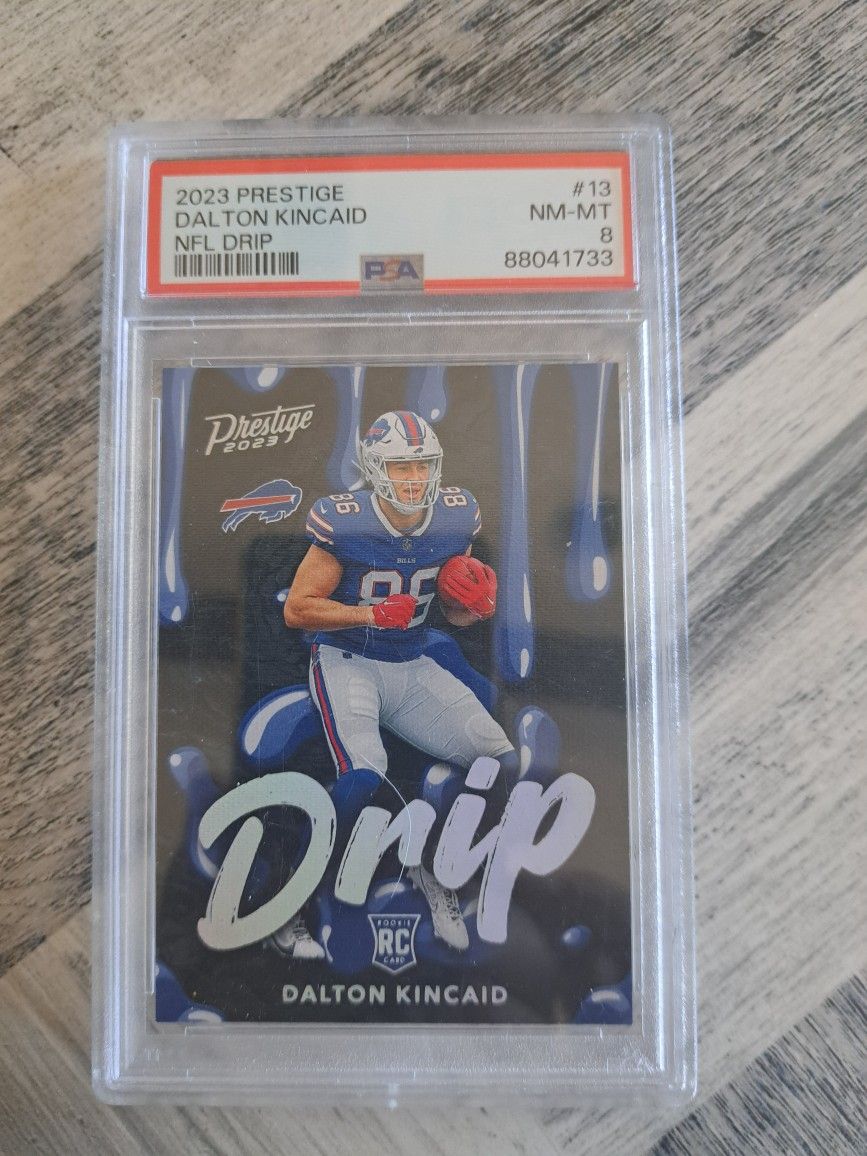 2023 PRESTIGE #13
DALTON KINCAID NM-MT
NFL DRIP 8
PSA 88041733
Prestige
2023
86 86
BILLS
86
Drip
ROOKIE
RC
CARD
DALTON KINCAID